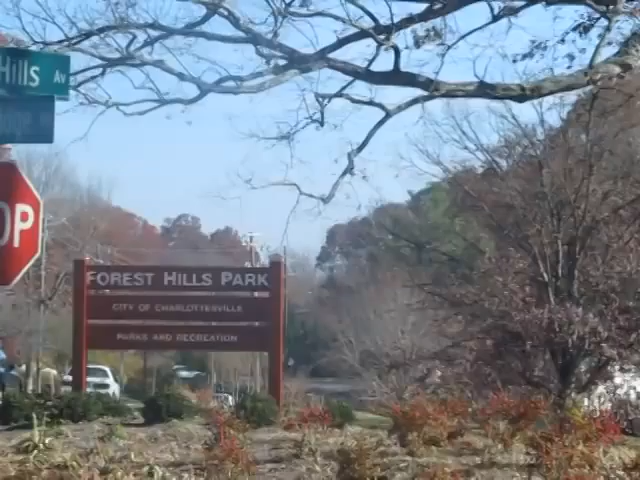 Hills AV
OP
FOREST HILLS PARK
CITY OF CHARLOTTESVILLE
PARKS AND RECREATION